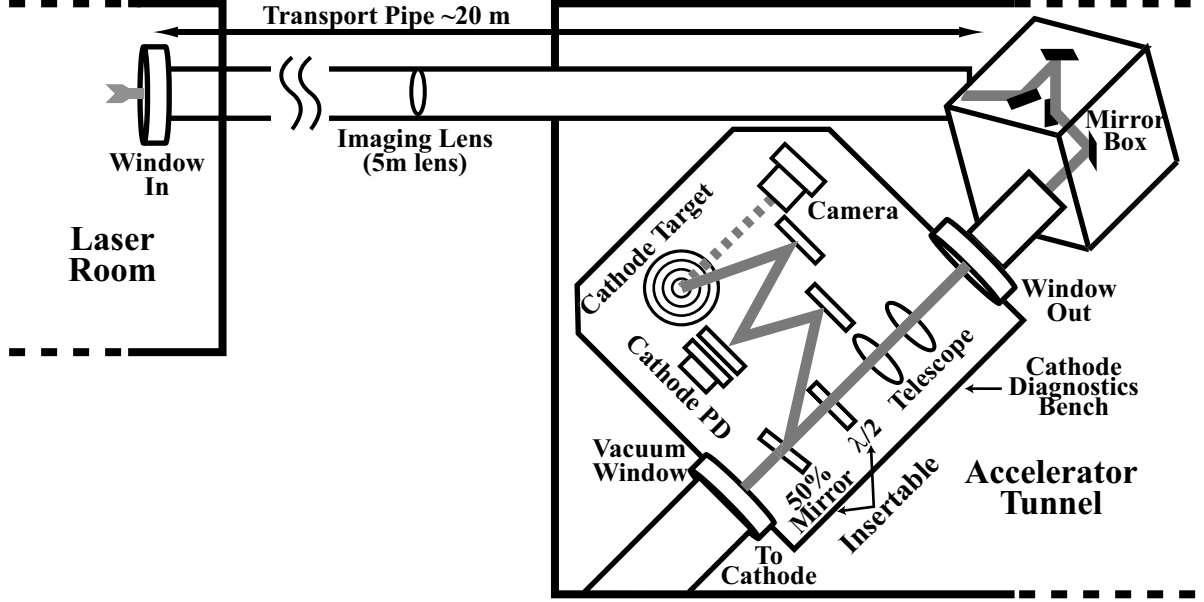 Transport Pipe ~20 m
Window
In
Imaging Lens
(5m lens)
Laser
Room
Mirror
Box
Camera
Cathode Target
Window
Out
Cathode PD
Telescope
Cathode
Diagnostics
Bench
λ/2
50%
Mirror
Insertable
Vacuum
Window
To
Cathode
Accelerator
Tunnel